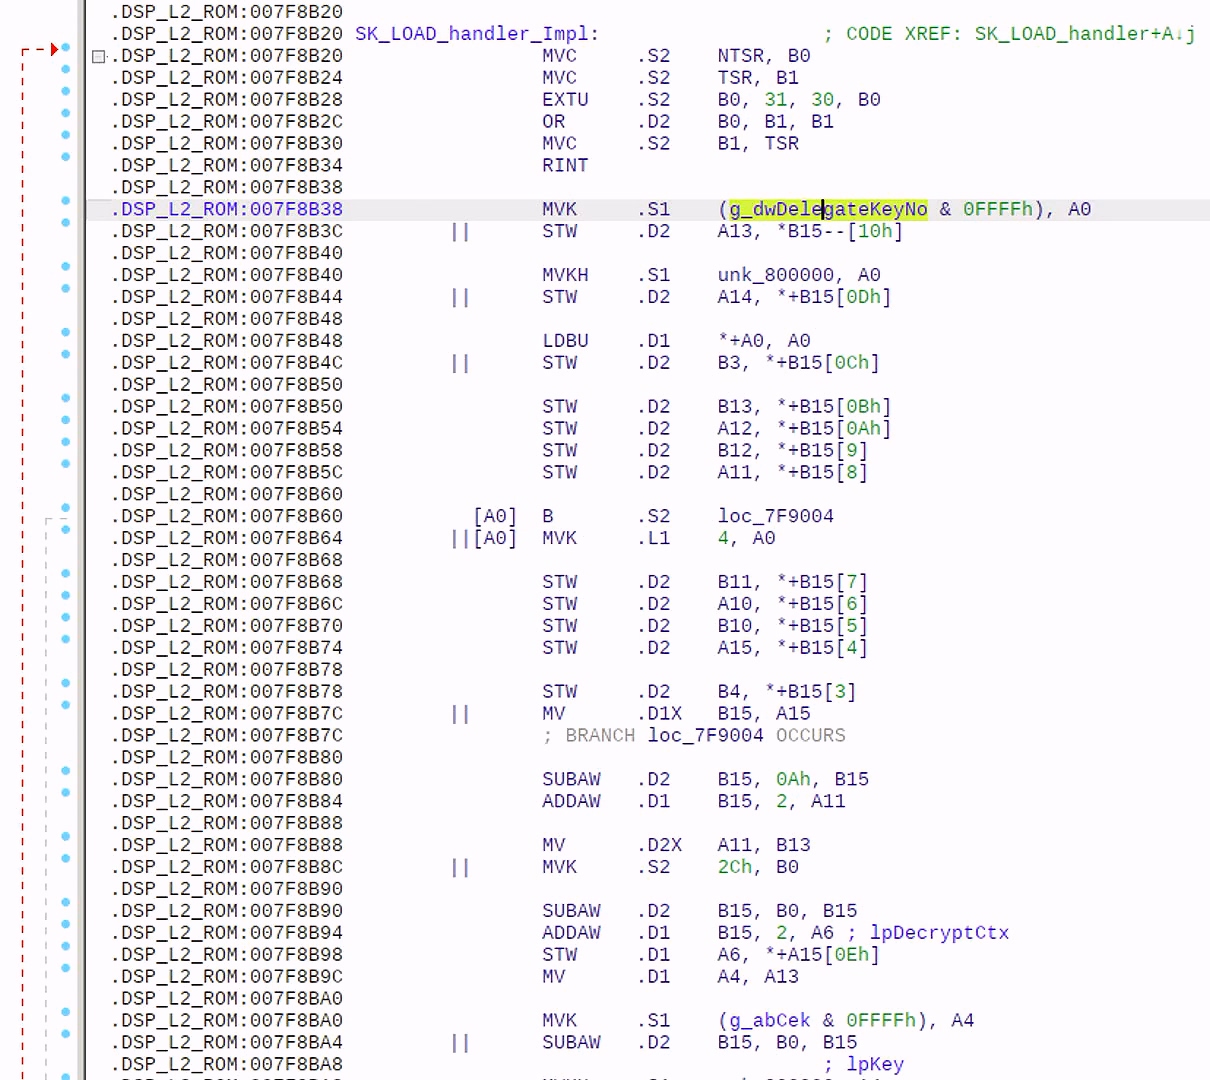 .DSP_L2_ROM:007F8B20
.DSP_L2_ROM:007F8B20 SK_LOAD_handler_Impl: ; CODE XREF: SK_LOAD_handler+A↓j
.DSP_L2_ROM:007F8B20 MVC .S2 NTSR, B0
.DSP_L2_ROM:007F8B24 MVC .S2 TSR, B1
.DSP_L2_ROM:007F8B28 EXTU .S2 B0, 31, 30, B0
.DSP_L2_ROM:007F8B2C OR .D2 B0, B1, B1
.DSP_L2_ROM:007F8B30 MVC .S2 B1, TSR
.DSP_L2_ROM:007F8B34 RINT
.DSP_L2_ROM:007F8B38
.DSP_L2_ROM:007F8B38 MVK .S1 (g_dwDelegateKeyNo & 0FFFFh), A0
.DSP_L2_ROM:007F8B3C || STW .D2 A13, *B15--[10h]
.DSP_L2_ROM:007F8B40
.DSP_L2_ROM:007F8B40 MVKH .S1 unk_800000, A0
.DSP_L2_ROM:007F8B44 || STW .D2 A14, *+B15[0Dh]
.DSP_L2_ROM:007F8B48
.DSP_L2_ROM:007F8B48 LDBU .D1 *+A0, A0
.DSP_L2_ROM:007F8B4C || STW .D2 B3, *+B15[0Ch]
.DSP_L2_ROM:007F8B50
.DSP_L2_ROM:007F8B50 STW .D2 B13, *+B15[0Bh]
.DSP_L2_ROM:007F8B54 STW .D2 A12, *+B15[0Ah]
.DSP_L2_ROM:007F8B58 STW .D2 B12, *+B15[9]
.DSP_L2_ROM:007F8B5C STW .D2 A11, *+B15[8]
.DSP_L2_ROM:007F8B60
.DSP_L2_ROM:007F8B60 [A0] B .S2 loc_7F9004
.DSP_L2_ROM:007F8B64 ||[A0] MVK .L1 4, A0
.DSP_L2_ROM:007F8B68
.DSP_L2_ROM:007F8B68 STW .D2 B11, *+B15[7]
.DSP_L2_ROM:007F8B6C STW .D2 A10, *+B15[6]
.DSP_L2_ROM:007F8B70 STW .D2 B10, *+B15[5]
.DSP_L2_ROM:007F8B74 STW .D2 A15, *+B15[4]
.DSP_L2_ROM:007F8B78
.DSP_L2_ROM:007F8B78 STW .D2 B4, *+B15[3]
.DSP_L2_ROM:007F8B7C || MV .D1X B15, A15
.DSP_L2_ROM:007F8B7C ; BRANCH loc_7F9004 OCCURS
.DSP_L2_ROM:007F8B80
.DSP_L2_ROM:007F8B80 SUBAW .D2 B15, 0Ah, B15
.DSP_L2_ROM:007F8B84 ADDAW .D1 B15, 2, A11
.DSP_L2_ROM:007F8B88
.DSP_L2_ROM:007F8B88 MV .D2X A11, B13
.DSP_L2_ROM:007F8B8C || MVK .S2 2Ch, B0
.DSP_L2_ROM:007F8B90
.DSP_L2_ROM:007F8B90 SUBAW .D2 B15, B0, B15
.DSP_L2_ROM:007F8B94 ADDAW .D1 B15, 2, A6 ; lpDecryptCtx
.DSP_L2_ROM:007F8B98 STW .D1 A6, *+A15[0Eh]
.DSP_L2_ROM:007F8B9C MV .D1 A4, A13
.DSP_L2_ROM:007F8BA0
.DSP_L2_ROM:007F8BA0 MVK .S1 (g_abCek & 0FFFFh), A4
.DSP_L2_ROM:007F8BA4 || SUBAW .D2 B15, B0, B15
.DSP_L2_ROM:007F8BA8 ; lpKey